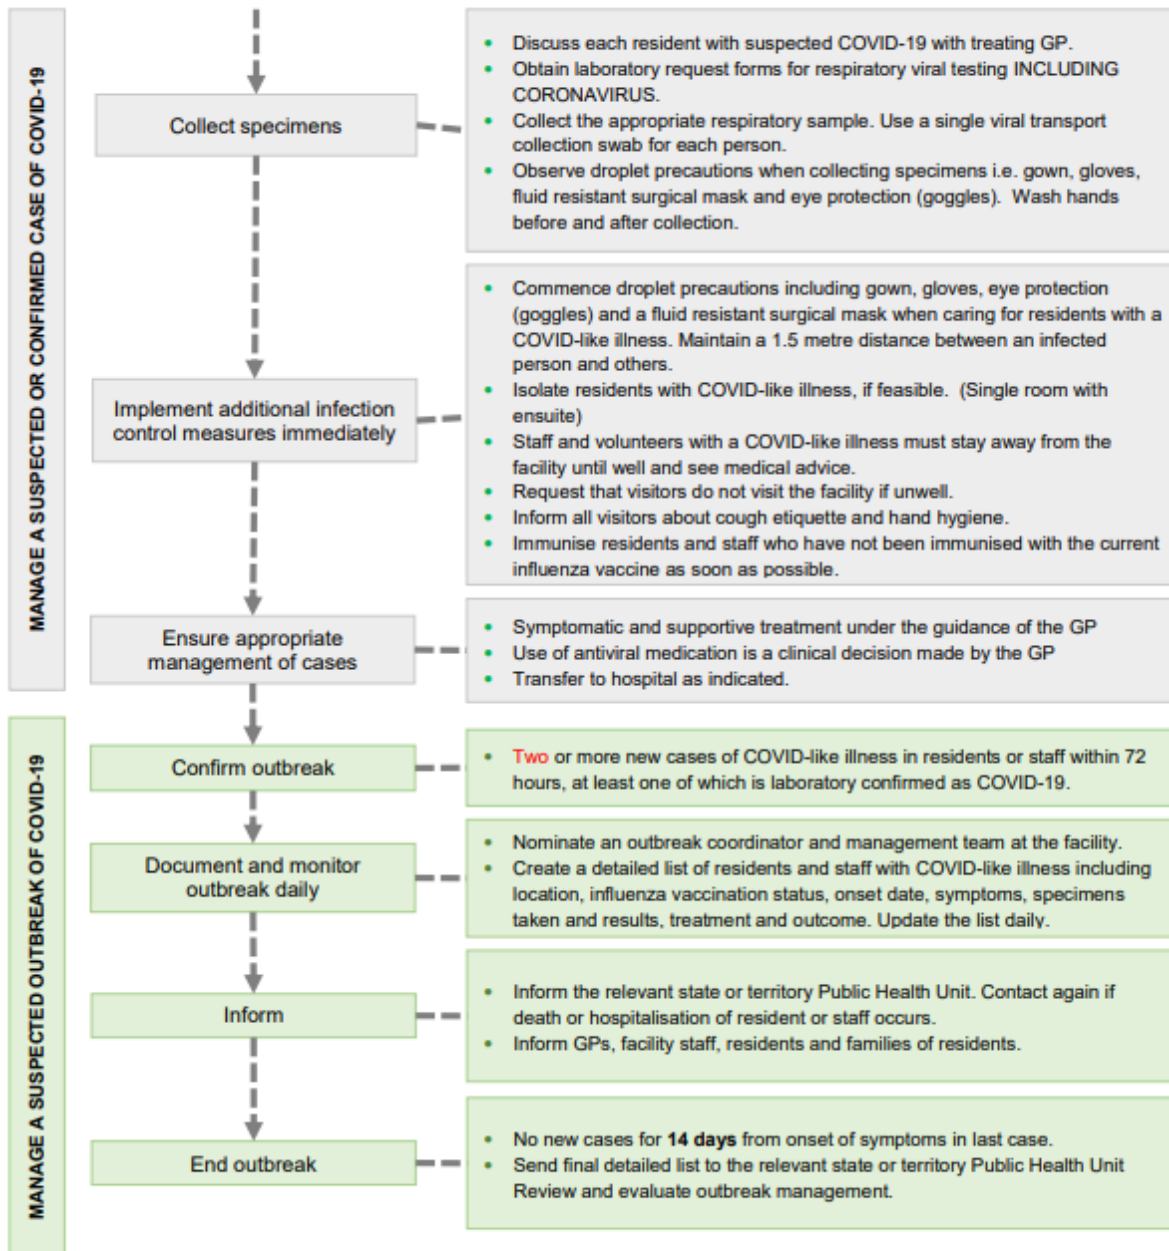 MANAGE A SUSPECTED OR CONFIRMED CASE OF COVID-19
Collect specimens
• Discuss each resident with suspected COVID-19 with treating GP.
• Obtain laboratory request forms for respiratory viral testing INCLUDING
CORONAVIRUS.
• Collect the appropriate respiratory sample. Use a single viral transport
collection swab for each person.
• Observe droplet precautions when collecting specimens i.e. gown, gloves,
fluid resistant surgical mask and eye protection (goggles). Wash hands
before and after collection.
Implement additional infection
control measures immediately
• Commence droplet precautions including gown, gloves, eye protection
(goggles) and a fluid resistant surgical mask when caring for residents with a
COVID-like illness. Maintain a 1.5 metre distance between an infected
person and others.
• Isolate residents with COVID-like illness, if feasible. (Single room with
ensuite)
• Staff and volunteers with a COVID-like illness must stay away from the
facility until well and see medical advice.
• Request that visitors do not visit the facility if unwell.
• Inform all visitors about cough etiquette and hand hygiene.
• Immunise residents and staff who have not been immunised with the current
influenza vaccine as soon as possible.
Ensure appropriate
management of cases
• Symptomatic and supportive treatment under the guidance of the GP
• Use of antiviral medication is a clinical decision made by the GP
• Transfer to hospital as indicated.
MANAGE A SUSPECTED OUTBREAK OF COVID-19
Confirm outbreak
• Two or more new cases of COVID-like illness in residents or staff within 72
hours, at least one of which is laboratory confirmed as COVID-19.
Document and monitor
outbreak daily
• Nominate an outbreak coordinator and management team at the facility.
• Create a detailed list of residents and staff with COVID-like illness including
location, influenza vaccination status, onset date, symptoms, specimens
taken and results, treatment and outcome. Update the list daily.
Inform
• Inform the relevant state or territory Public Health Unit. Contact again if
death or hospitalisation of resident or staff occurs.
• Inform GPs, facility staff, residents and families of residents.
End outbreak
• No new cases for 14 days from onset of symptoms in last case.
• Send final detailed list to the relevant state or territory Public Health Unit
Review and evaluate outbreak management.